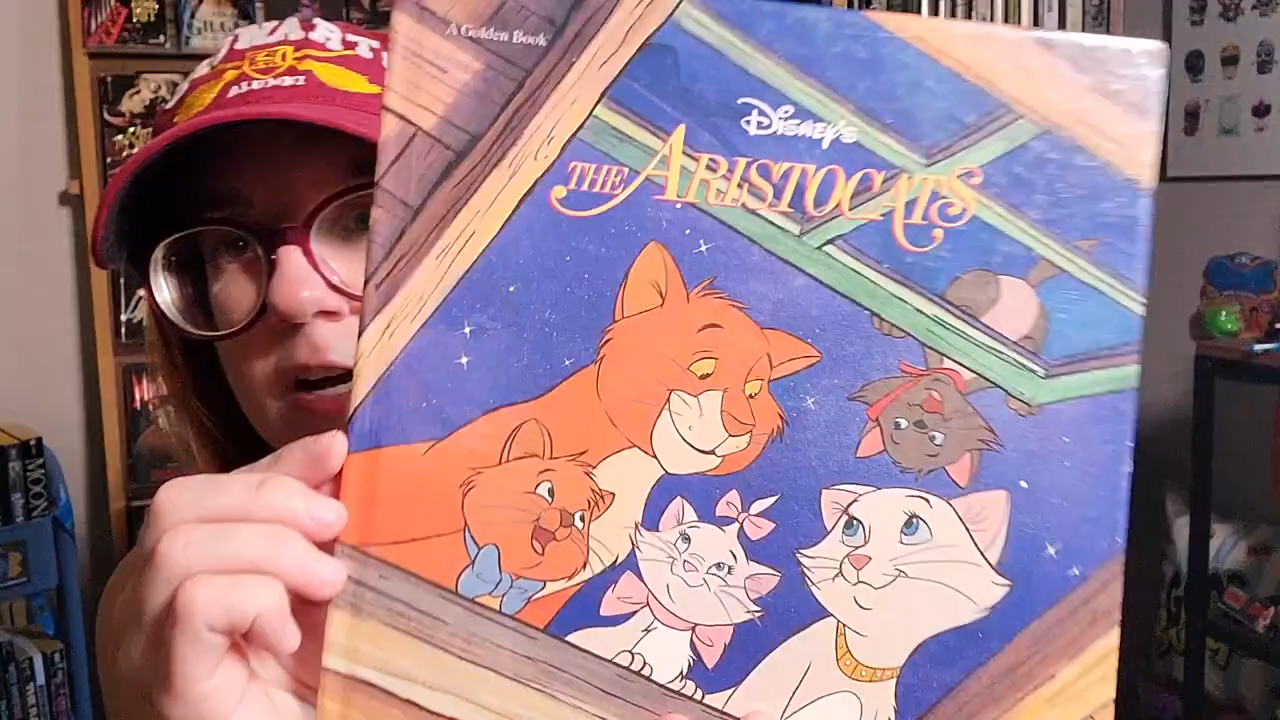 ALUMNI
A Golden Book
DISNEY'S
THE ARISTOCATS
MOON